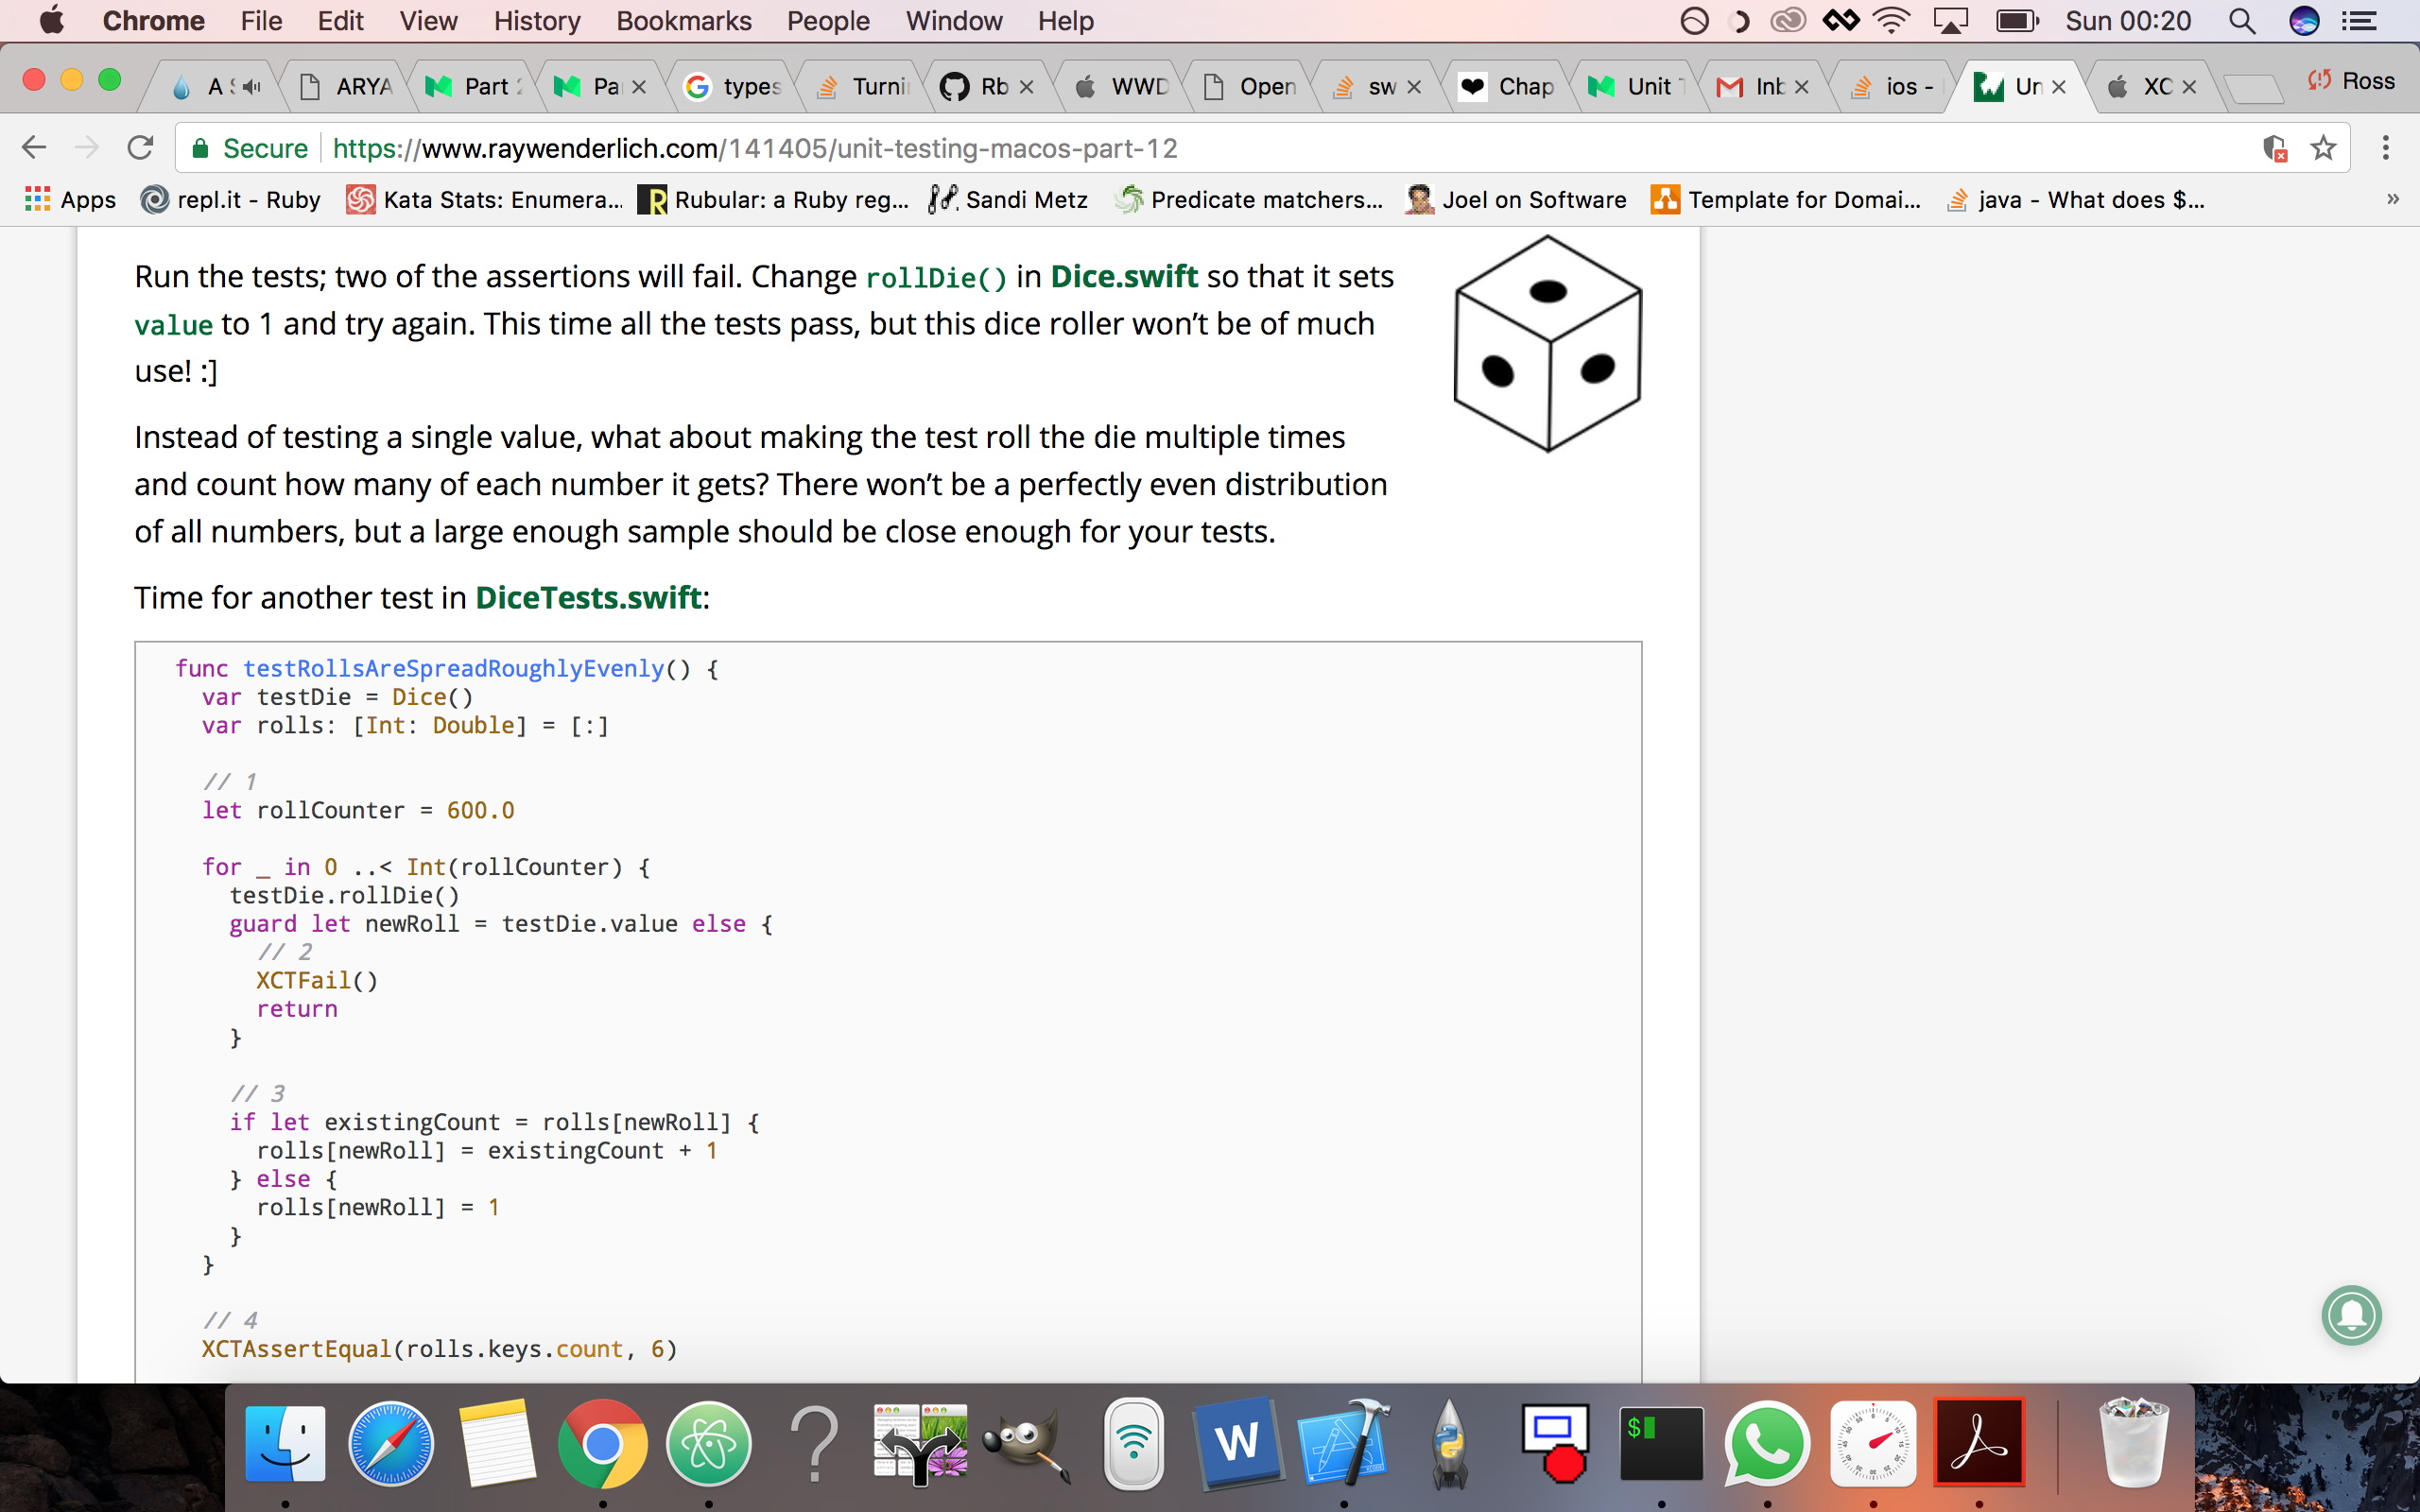 Chrome File Edit View History Bookmarks People Window Help Sun 00:20
A ARYA Part Pa types Turni Rb WWD Open sw Chap Unit Inb ios - Un XC Ross
Secure https://www.raywenderlich.com/141405/unit-testing-macos-part-12
Apps repl.it - Ruby Kata Stats: Enumera... R Rubular: a Ruby reg... Sandi Metz Predicate matchers... Joel on Software Template for Domai... java - What does $... »
Run the tests; two of the assertions will fail. Change rollDie() in Dice.swift so that it sets
value to 1 and try again. This time all the tests pass, but this dice roller won’t be of much
use! :]
Instead of testing a single value, what about making the test roll the die multiple times
and count how many of each number it gets? There won’t be a perfectly even distribution
of all numbers, but a large enough sample should be close enough for your tests.
Time for another test in DiceTests.swift:
func testRollsAreSpreadRoughlyEvenly() {
var testDie = Dice()
var rolls: [Int: Double] = [:]
// 1
let rollCounter = 600.0
for _ in 0 ..< Int(rollCounter) {
testDie.rollDie()
guard let newRoll = testDie.value else {
// 2
XCTFail()
return
}
// 3
if let existingCount = rolls[newRoll] {
rolls[newRoll] = existingCount + 1
} else {
rolls[newRoll] = 1
}
}
// 4
XCTAssertEqual(rolls.keys.count, 6)
? W $